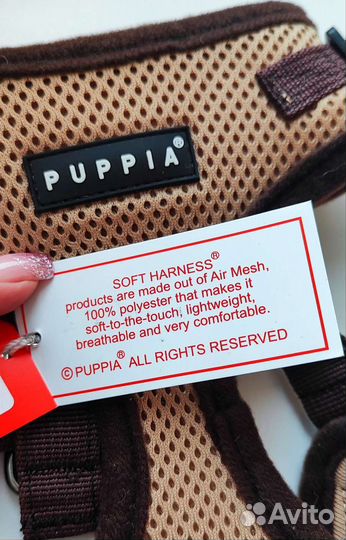 PUPPIA®
SOFT HARNESS®
products are made out of Air Mesh,
100% polyester that makes it
soft-to-the-touch, lightweight,
breathable and very comfortable.
©PUPPIA® ALL RIGHTS RESERVED
Avito